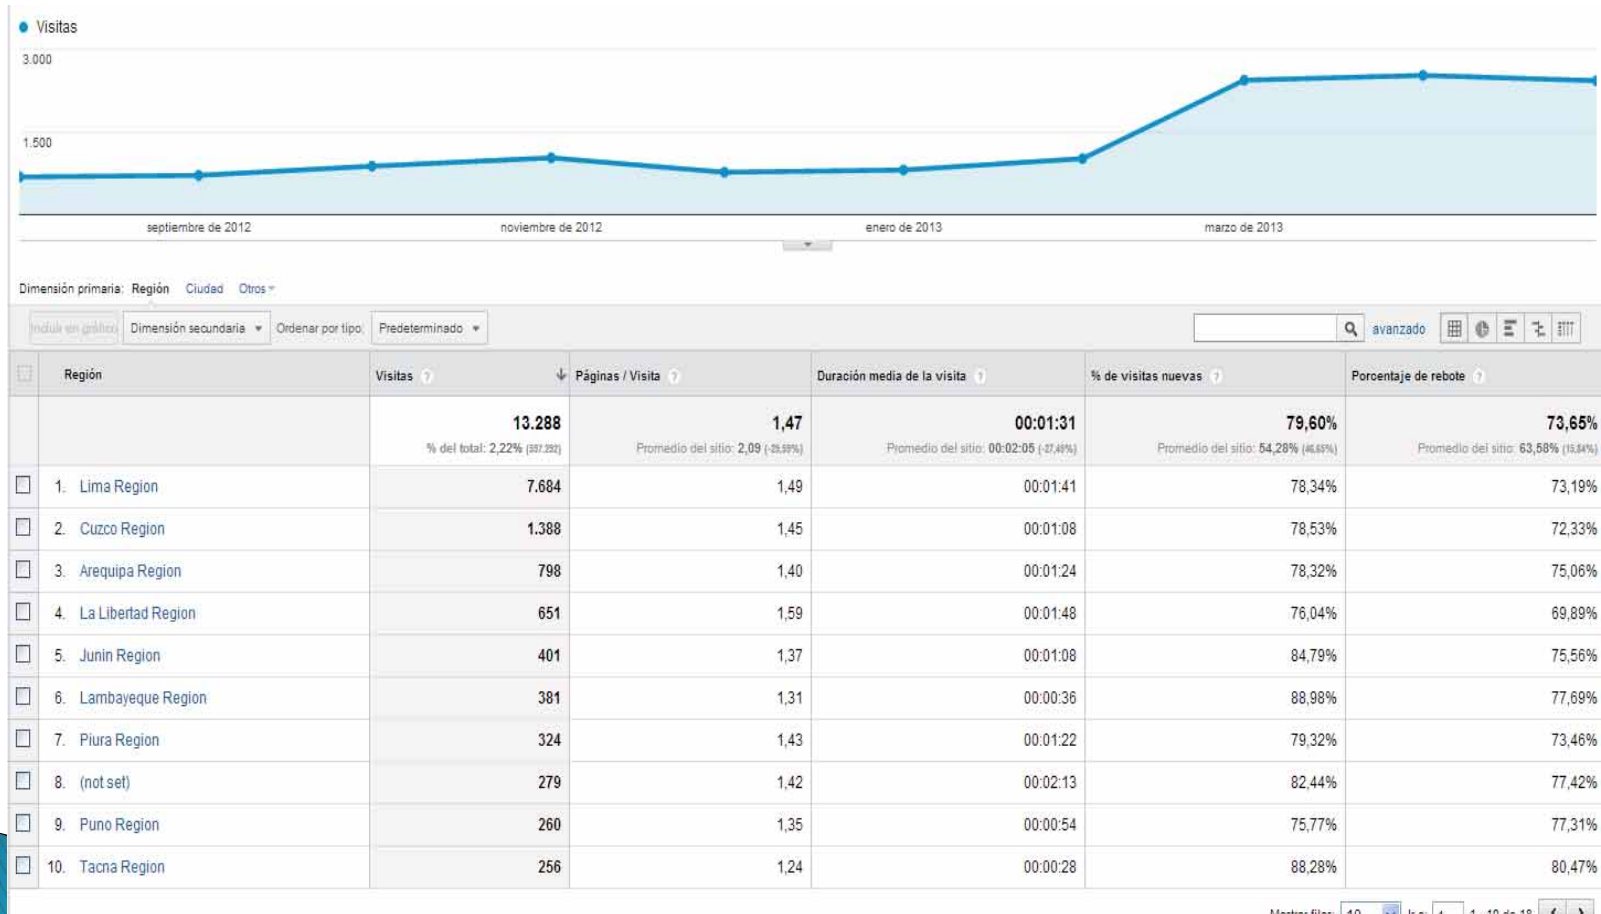 Visitas
3.000
1.500
septiembre de 2012 noviembre de 2012 enero de 2013 marzo de 2013
Dimensión primaria: Región Ciudad Otros
Incluir en gráfico Dimensión secundaria Ordenar por tipo: Predeterminado avanzado
Región Visitas ? Páginas / Visita ? Duración media de la visita ? % de visitas nuevas ? Porcentaje de rebote ?
13.288 1,47 00:01:31 79,60% 73,65%
% del total: 2,22% Promedio del sitio: 2,09 Promedio del sitio: 00:02:05 Promedio del sitio: 54,28% Promedio del sitio: 63,58%
1. Lima Region 7.684 1,49 00:01:41 78,34% 73,19%
2. Cuzco Region 1.388 1,45 00:01:08 78,53% 72,33%
3. Arequipa Region 798 1,40 00:01:24 78,32% 75,06%
4. La Libertad Region 651 1,59 00:01:48 76,04% 69,89%
5. Junin Region 401 1,37 00:01:08 84,79% 75,56%
6. Lambayeque Region 381 1,31 00:00:36 88,98% 77,69%
7. Piura Region 324 1,43 00:01:22 79,32% 73,46%
8. (not set) 279 1,42 00:02:13 82,44% 77,42%
9. Puno Region 260 1,35 00:00:54 75,77% 77,31%
10. Tacna Region 256 1,24 00:00:28 88,28% 80,47%